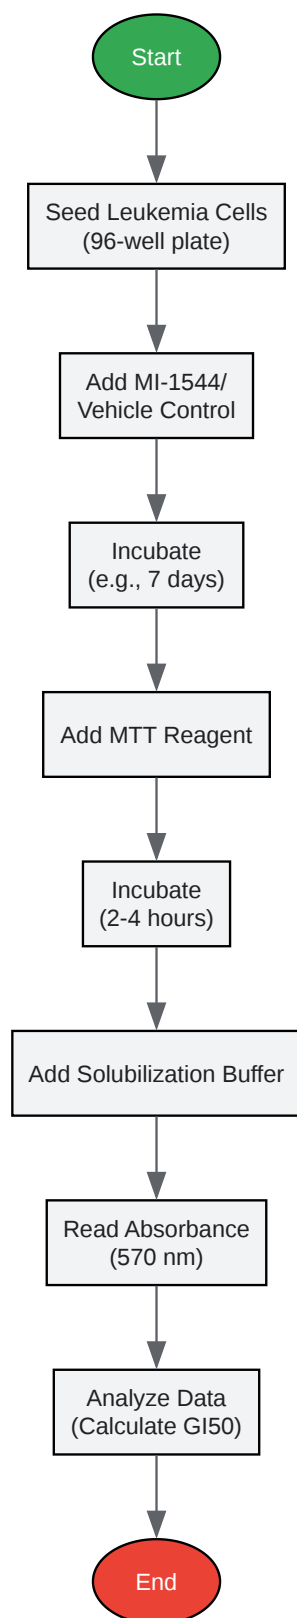 Start
Seed Leukemia Cells
(96-well plate)
Add MI-1544/
Vehicle Control
Incubate
(e.g., 7 days)
Add MTT Reagent
Incubate
(2-4 hours)
Add Solubilization Buffer
Read Absorbance
(570 nm)
Analyze Data
(Calculate GI50)
End